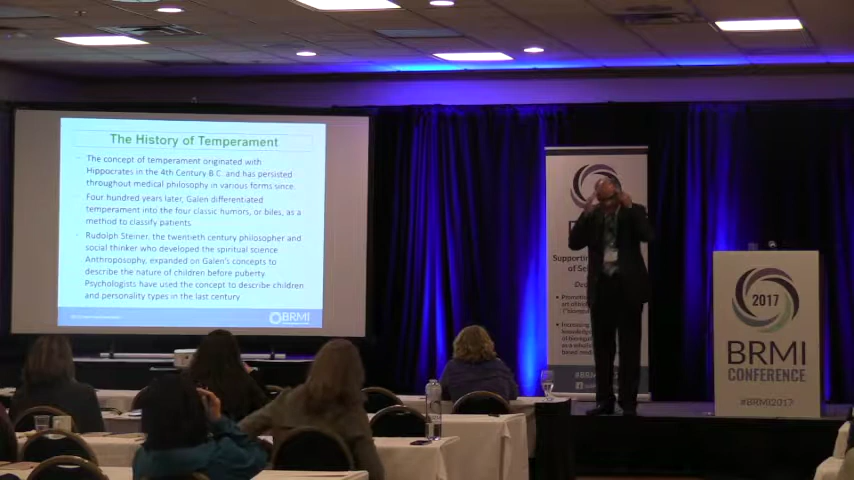 The History of Temperament
The concept of temperament originated with
Hippocrates in the 4th Century B.C. and has persisted
throughout medical philosophy in various forms since.
Four hundred years later, Galen differentiated
temperament into the four classic humors, or biles, as a
method to classify patients.
Rudolph Steiner, the twentieth century philosopher and
social thinker who developed the spiritual science
Anthroposophy, expanded on Galen's concepts to
describe the nature of children before puberty.
Psychologists have used the concept to describe children
and personality types in the last century
BRMI
Supporting
of Se
#BRM
2017
BRMI
CONFERENCE
#BRMI2017